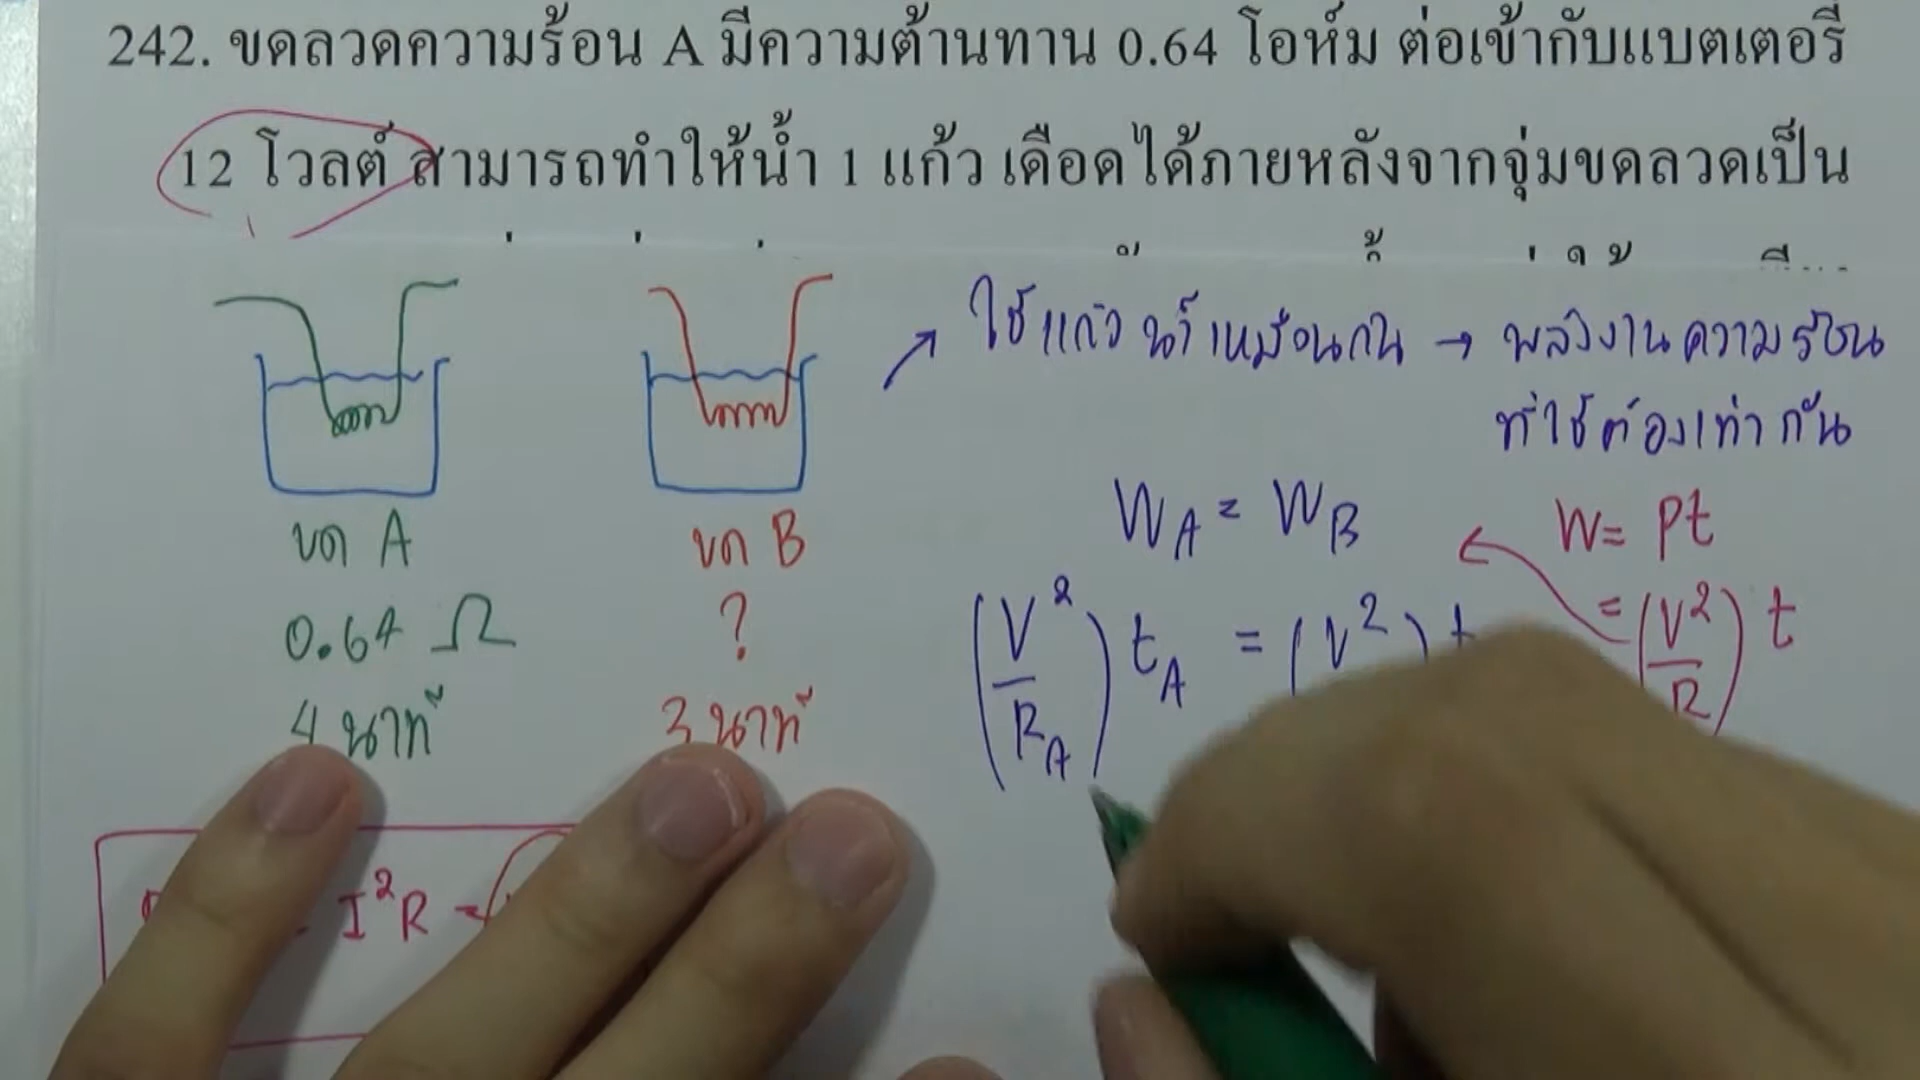 242. ขดลวดความร้อน A มีความต้านทาน 0.64 โอห์ม ต่อเข้ากับแบตเตอรี
12 โวลต์ สามารถทำให้น้ำ 1 แก้ว เดือดได้ภายหลังจากจุ่มขดลวดเป็น
ใช้แก้วน้ำเหมือนกัน → พลังงานความร้อน
ที่ใช้ต้องเท่ากัน
ขด A
0.64 Ω
4 นาที
ขด B
?
3 นาที
W_A = W_B
(V²/R_A) t_A = (V²) t
W = Pt
= (V²/R) t
I²R =